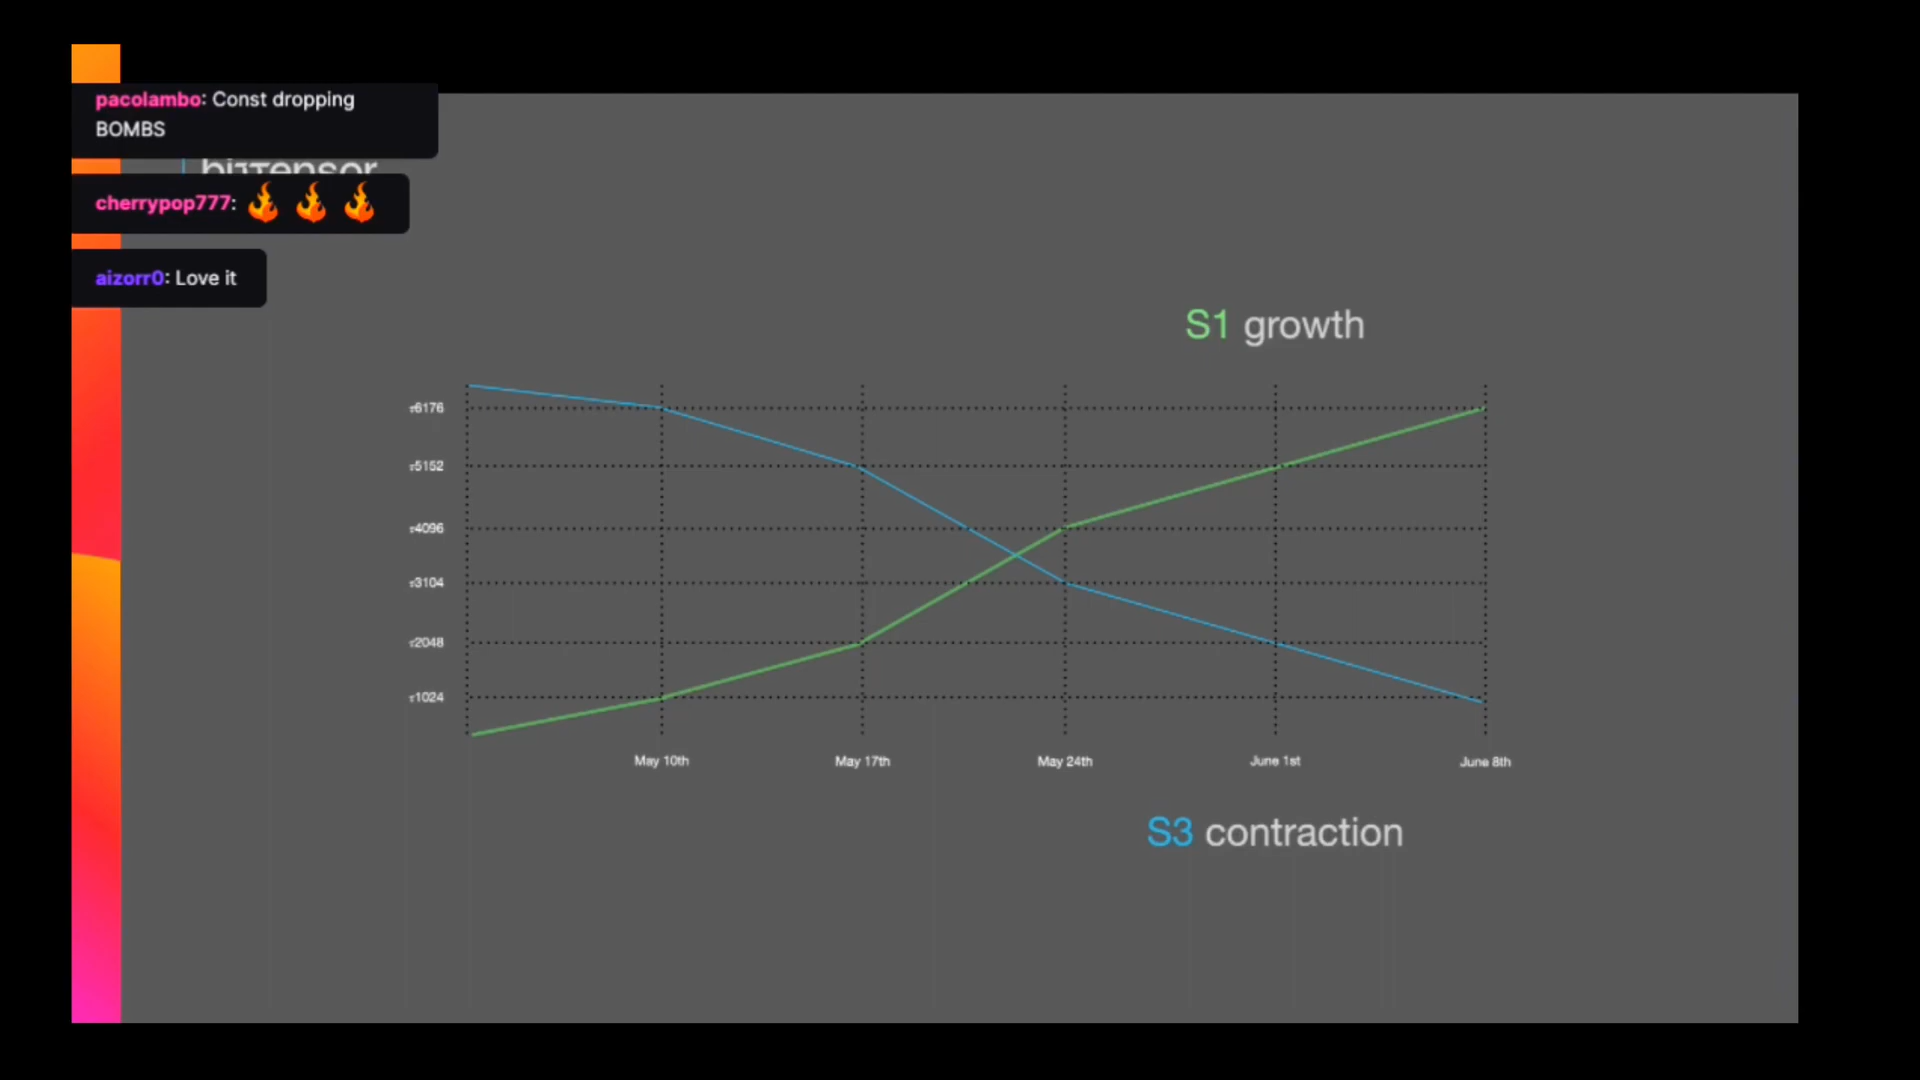 pacolambo: Const dropping
BOMBS
bittensor
cherrypop777: 🔥 🔥 🔥
aizorr0: Love it
S1 growth
τ6176
τ5152
τ4096
τ3104
τ2048
τ1024
May 10th
May 17th
May 24th
June 1st
June 8th
S3 contraction